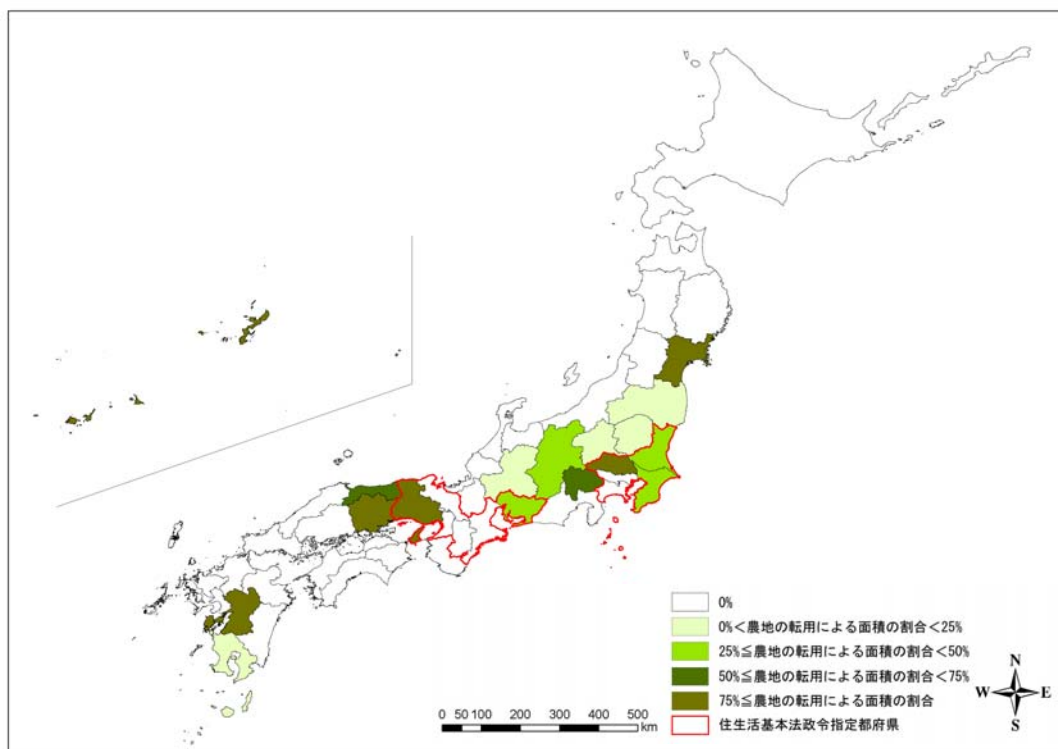 0%
0%<農地の転用による面積の割合<25%
25%≦農地の転用による面積の割合<50%
50%≦農地の転用による面積の割合<75%
75%≦農地の転用による面積の割合
住生活基本法政令指定都府県
0 50 100 200 300 400 500
km
N
W E
S